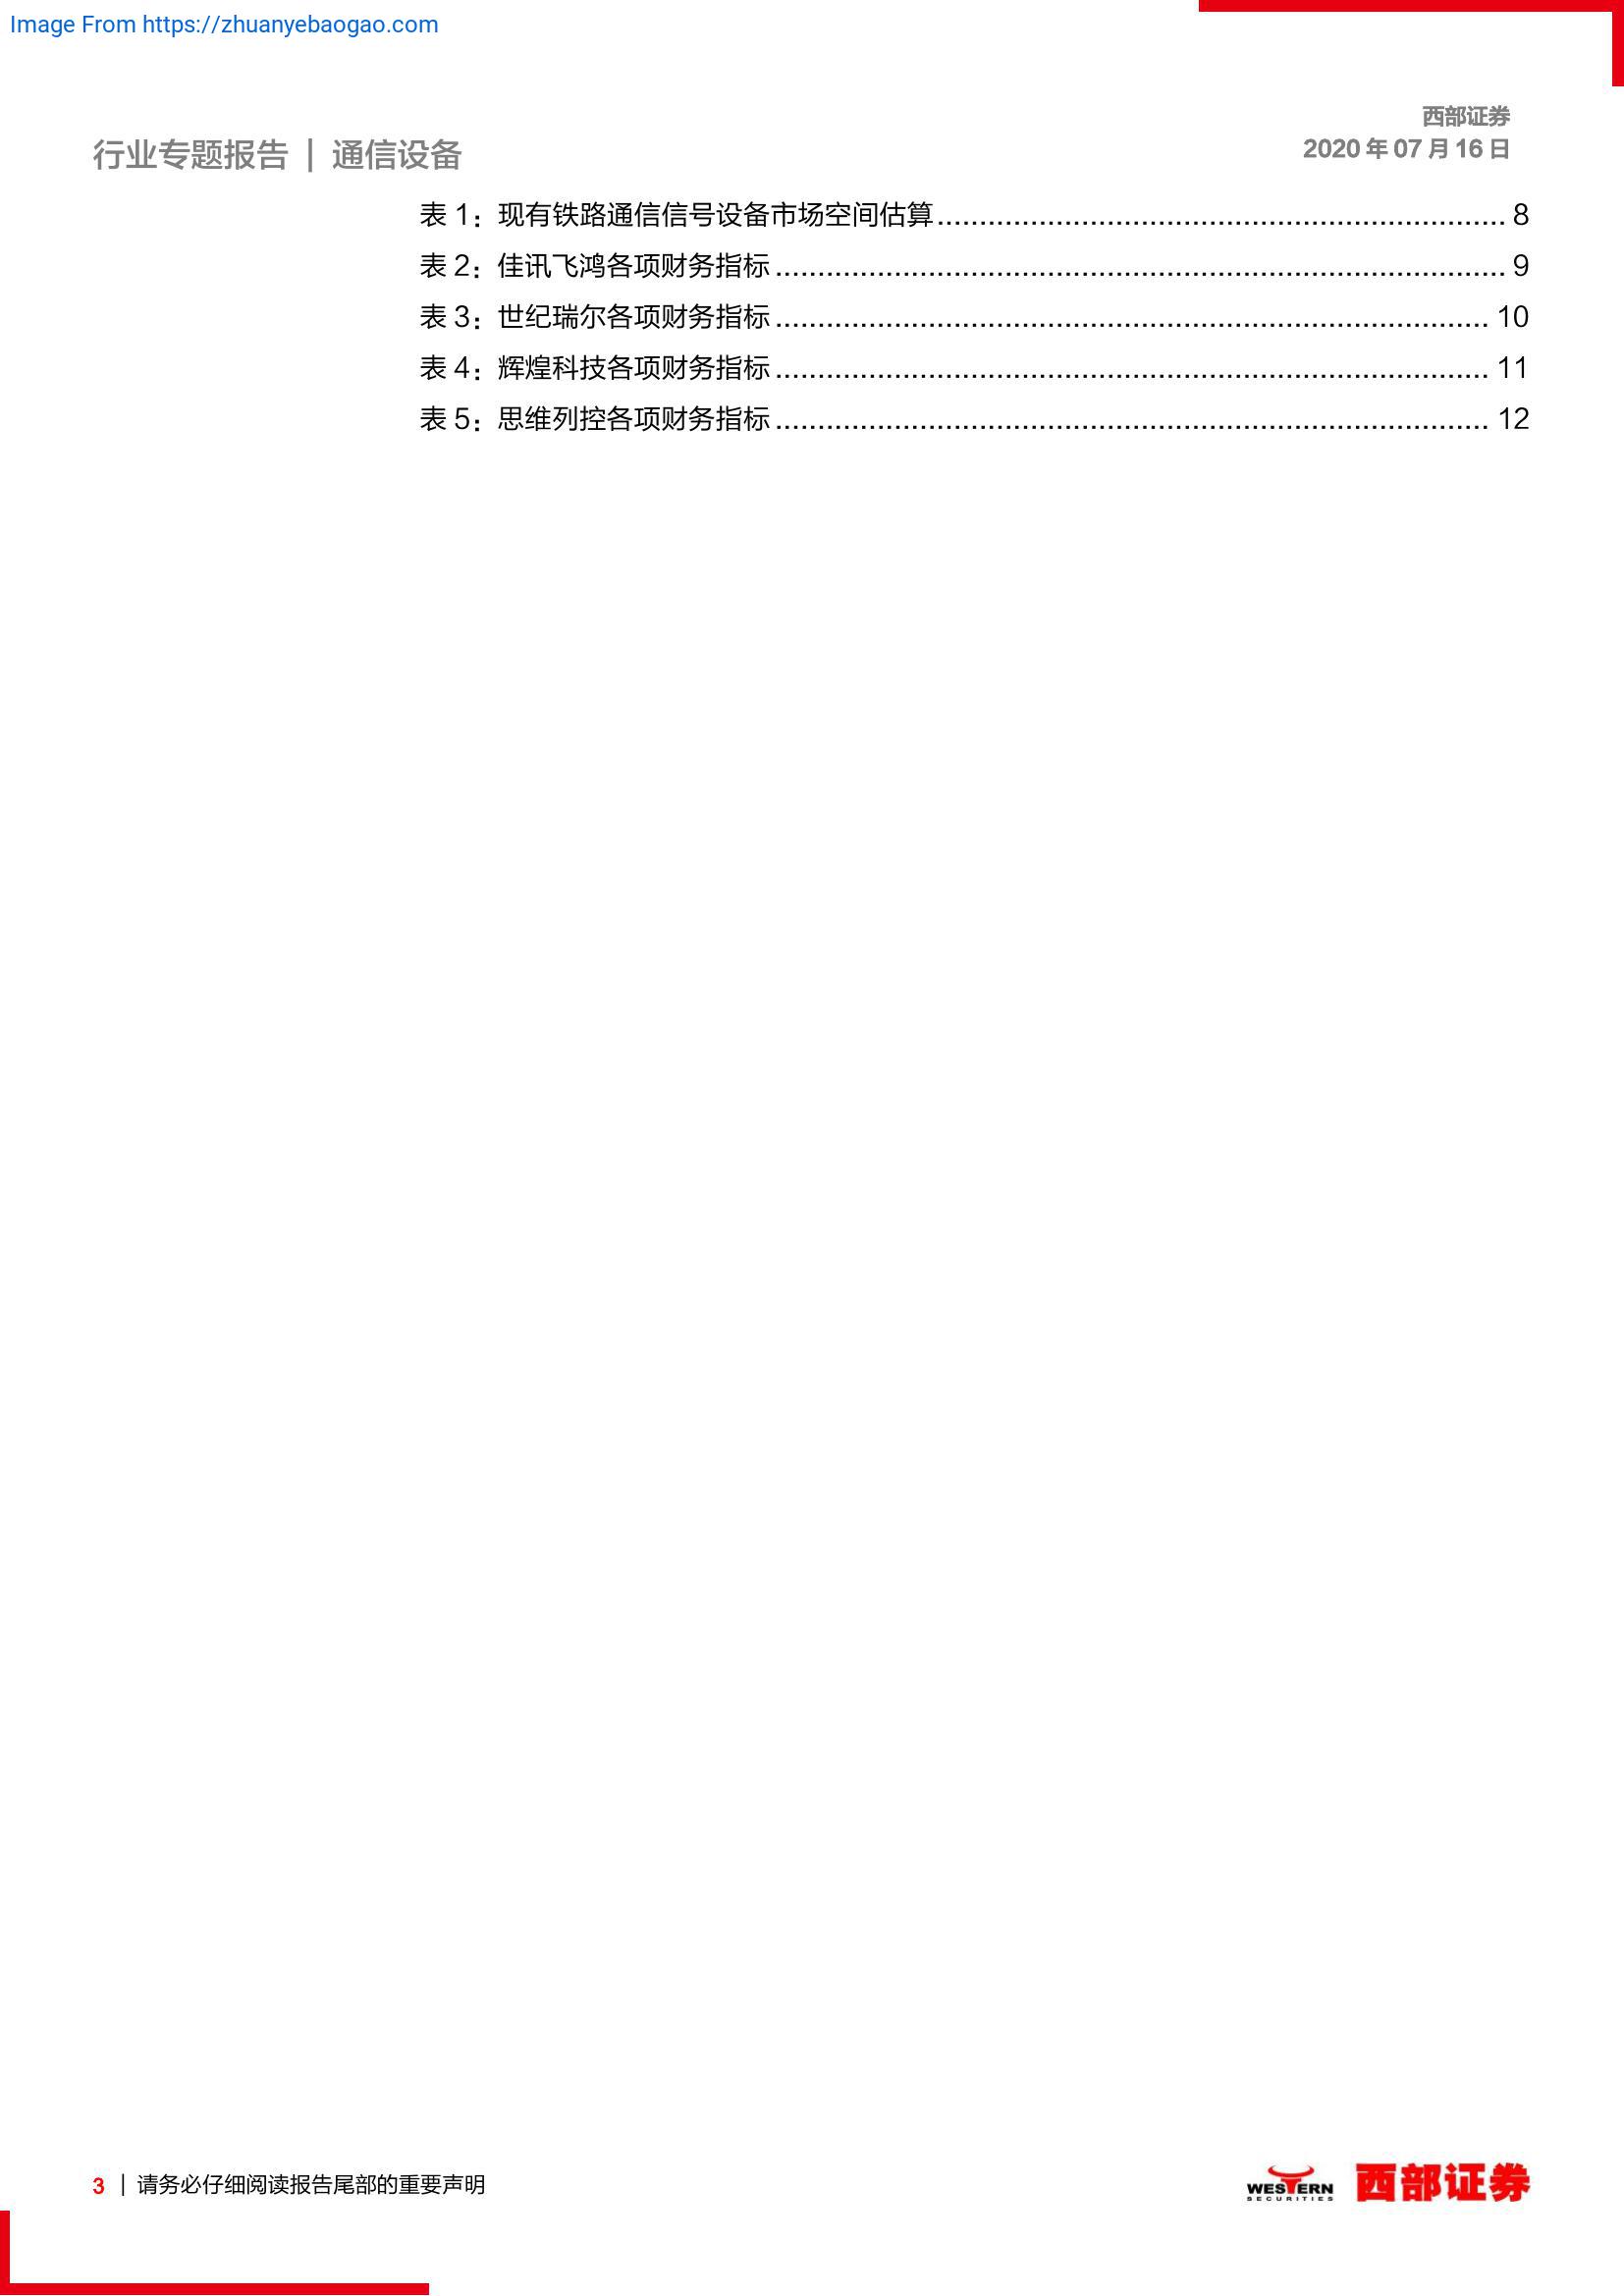 Image From https://zhuanyebaogao.com
西部证券
行业专题报告 | 通信设备
2020 年 07 月 16 日
表 1：现有铁路通信信号设备市场空间估算.................................................................... 8
表 2：佳讯飞鸿各项财务指标....................................................................................... 9
表 3：世纪瑞尔各项财务指标..................................................................................... 10
表 4：辉煌科技各项财务指标..................................................................................... 11
表 5：思维列控各项财务指标..................................................................................... 12
3 | 请务必仔细阅读报告尾部的重要声明
WESTERN
SECURITIES
西部证券